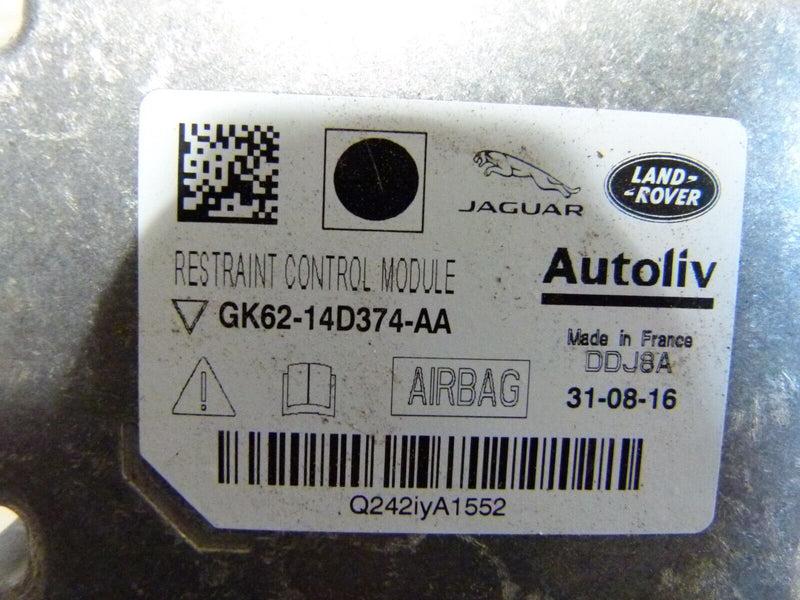 JAGUAR
LAND-
-ROVER
RESTRAINT CONTROL MODULE
Autoliv
GK62-14D374-AA
Made in France
DDJ8A
AIRBAG
31-08-16
Q242iyA1552